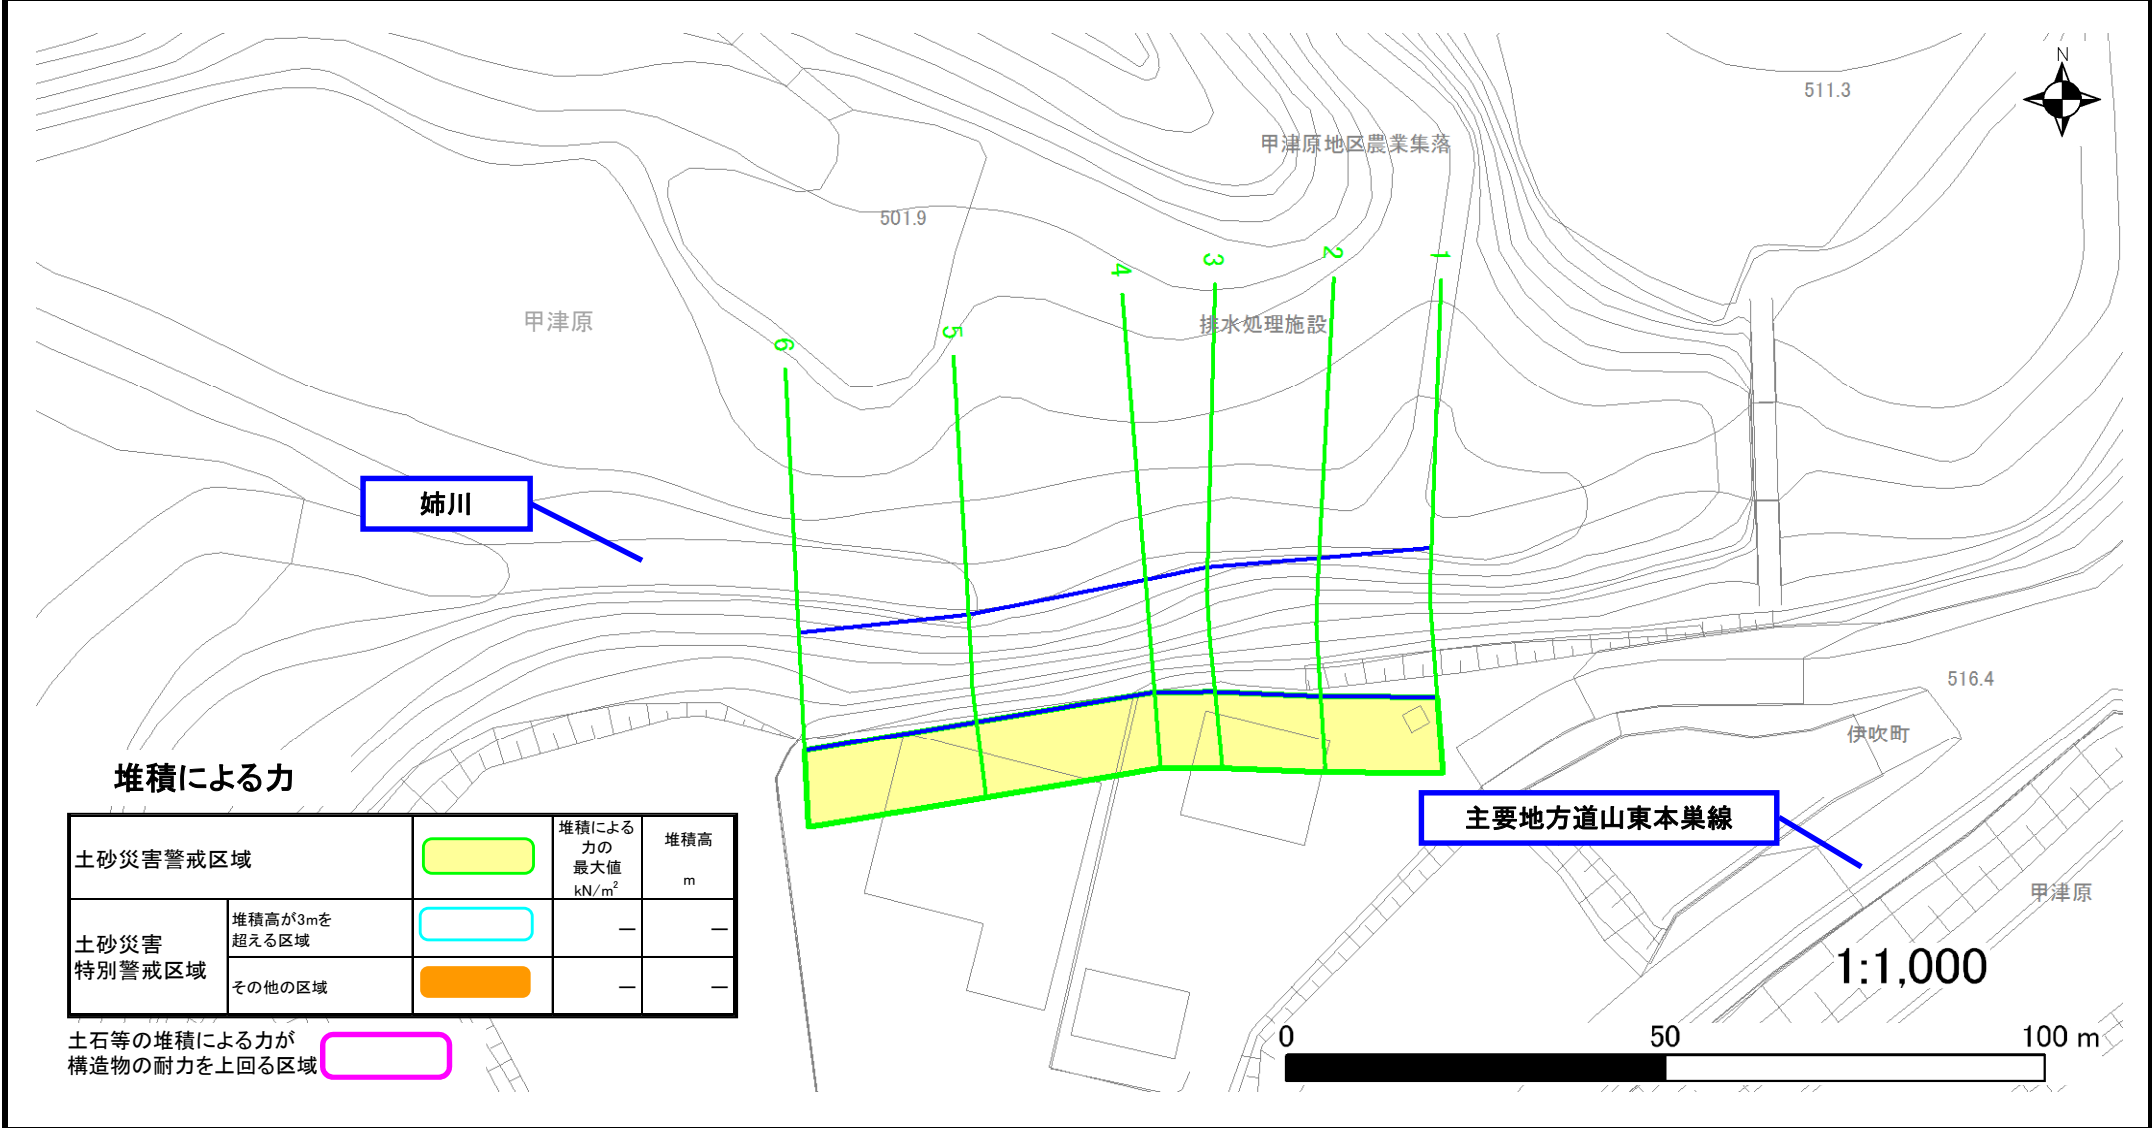 N
511.3
甲津原地区農業集落
501.9
1
2
3
4
排水処理施設
甲津原
5
6
姉川
516.4
伊吹町
堆積による力
主要地方道山東本巣線
土砂災害警戒区域
堆積による
力の
最大値
kN/m²
堆積高
m
甲津原
土砂災害
特別警戒区域
堆積高が3mを
超える区域
—
—
その他の区域
—
—
1:1,000
土石等の堆積による力が
構造物の耐力を上回る区域
0
50
100 m